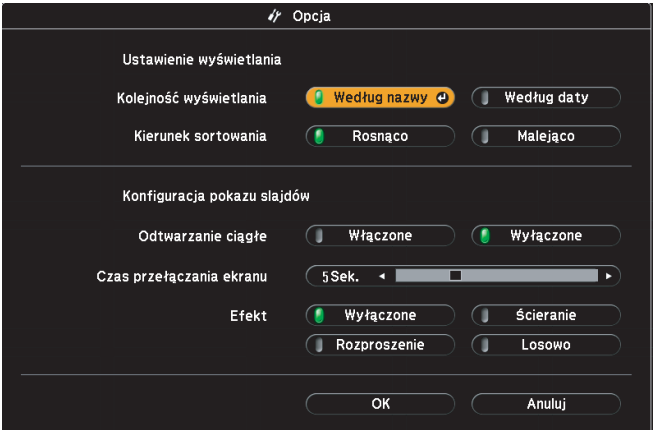 Opcja
Ustawienie wyświetlania
Kolejność wyświetlania Według nazwy Według daty
Kierunek sortowania Rosnąco Malejąco
Konfiguracja pokazu slajdów
Odtwarzanie ciągłe Włączone Wyłączone
Czas przełączania ekranu 5Sek.
Efekt Wyłączone Ścieranie
Rozproszenie Losowo
OK Anuluj